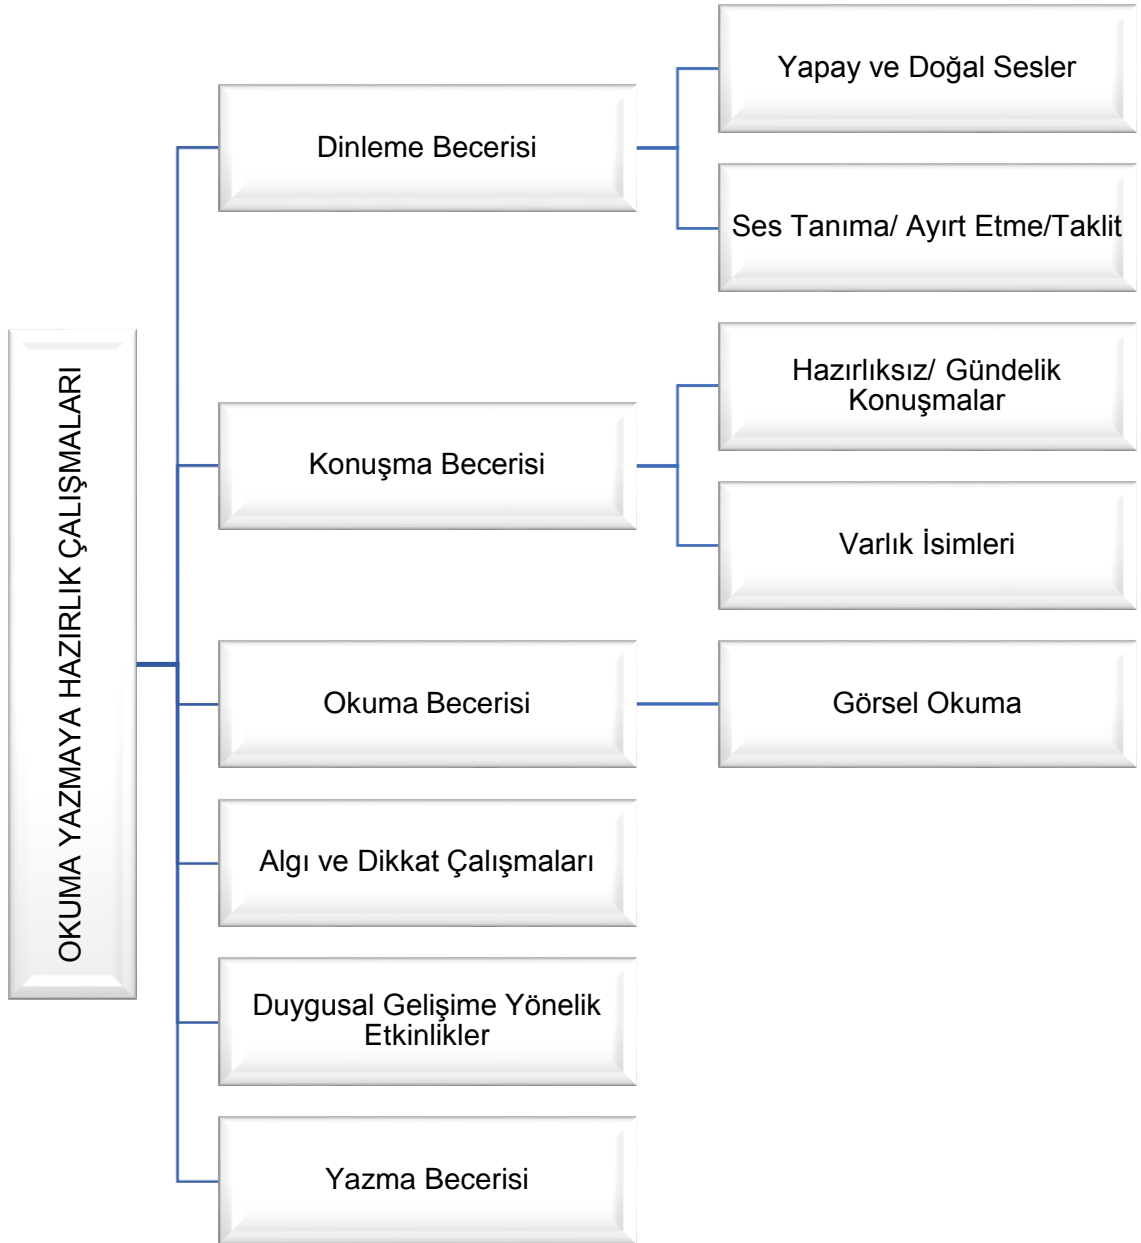 OKUMA YAZMAYA HAZIRLIK ÇALIŞMALARI
Dinleme Becerisi
Yapay ve Doğal Sesler
Ses Tanıma/ Ayırt Etme/Taklit
Konuşma Becerisi
Hazırlıksız/ Gündelik
Konuşmalar
Varlık İsimleri
Okuma Becerisi
Görsel Okuma
Algı ve Dikkat Çalışmaları
Duygusal Gelişime Yönelik
Etkinlikler
Yazma Becerisi